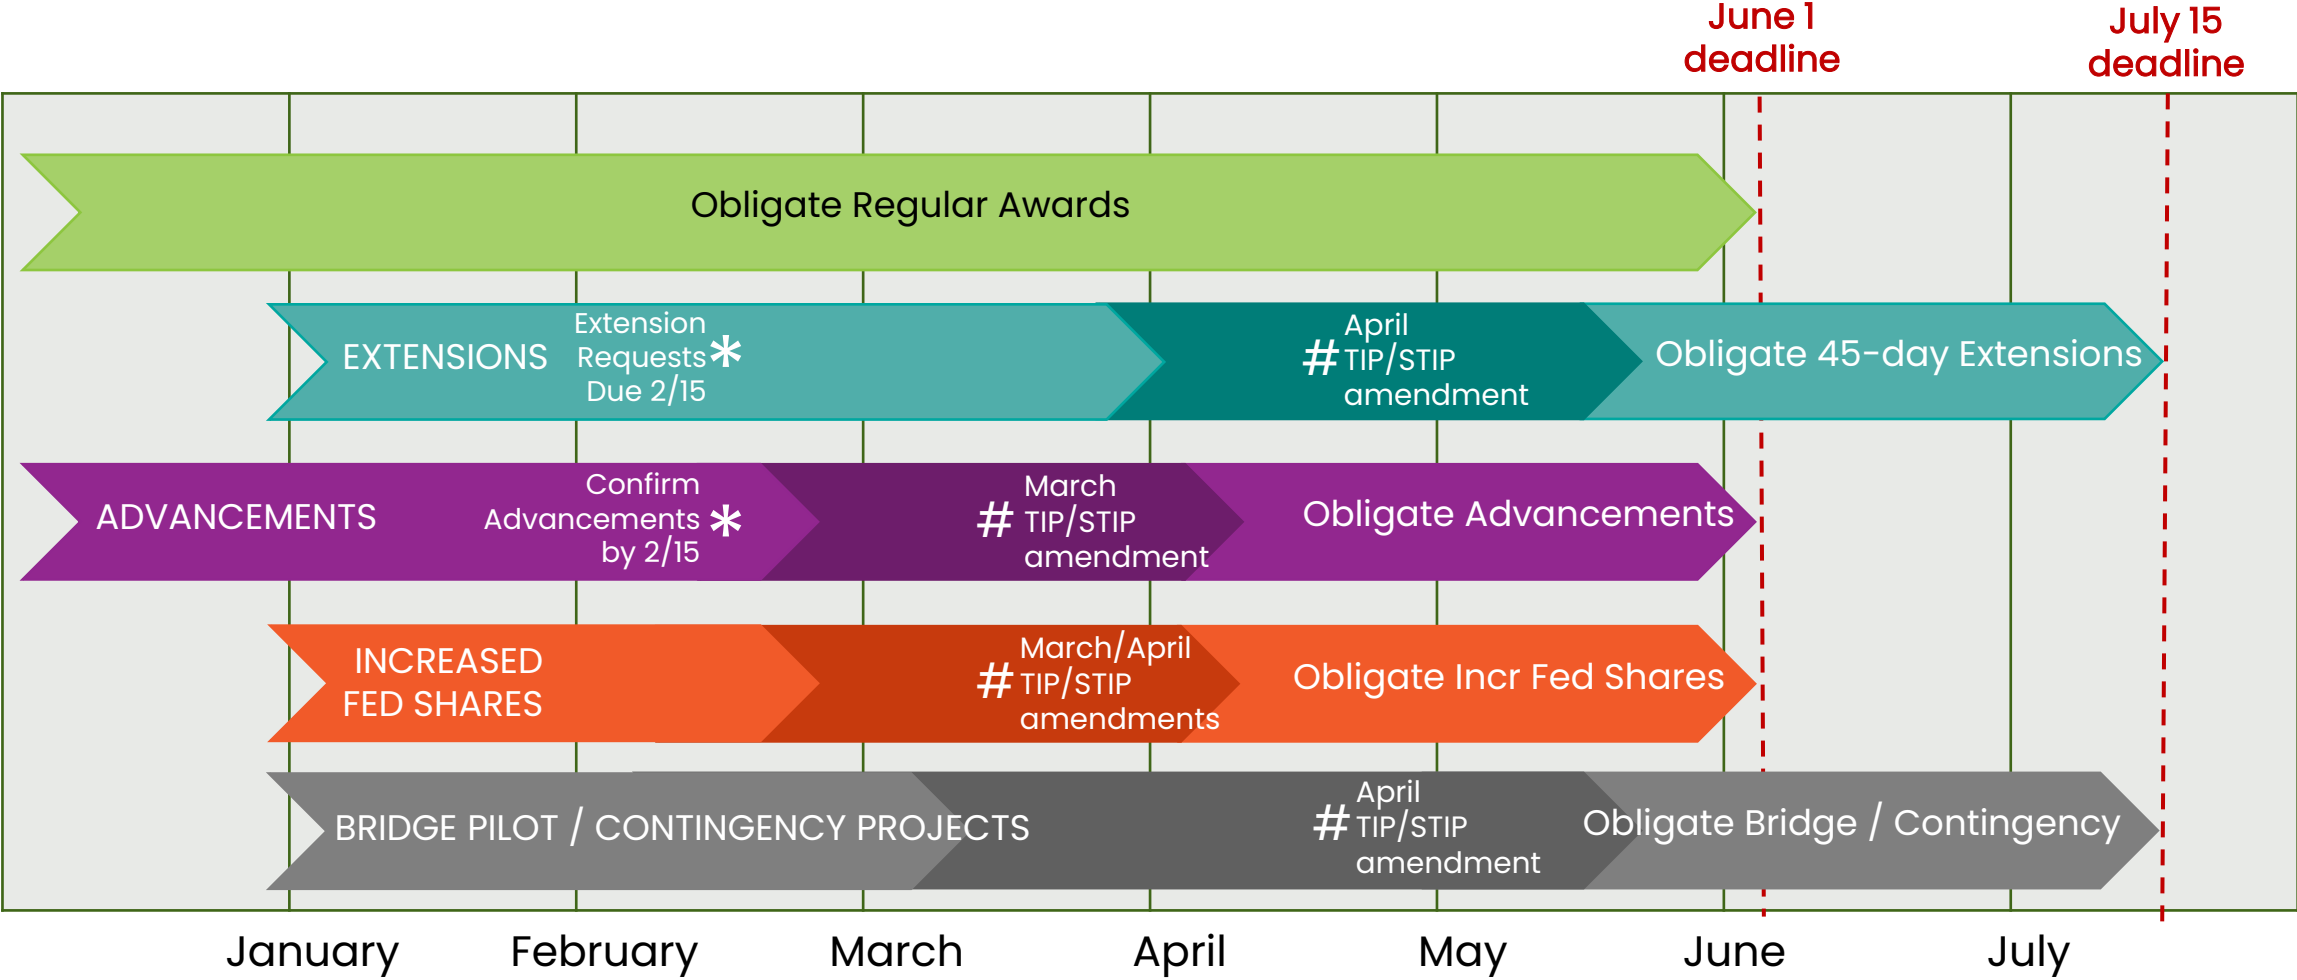 June 1
deadline
July 15
deadline
Obligate Regular Awards
EXTENSIONS
Extension
Requests *
Due 2/15
# April
TIP/STIP
amendment
Obligate 45-day Extensions
ADVANCEMENTS
Confirm
Advancements *
by 2/15
# March
TIP/STIP
amendment
Obligate Advancements
INCREASED
FED SHARES
# March/April
TIP/STIP
amendments
Obligate Incr Fed Shares
BRIDGE PILOT / CONTINGENCY PROJECTS
# April
TIP/STIP
amendment
Obligate Bridge / Contingency
January February March April May June July